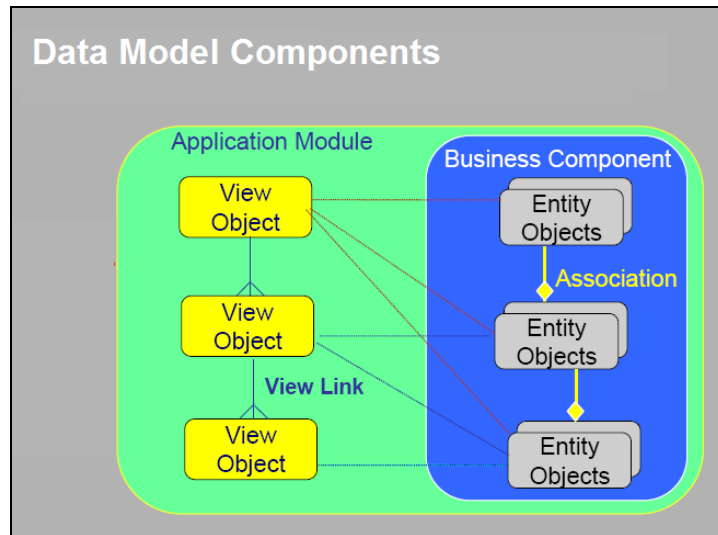 Data Model Components
Application Module
Business Component
View
Object
Entity
Objects
Association
View
Object
Entity
Objects
View Link
View
Object
Entity
Objects